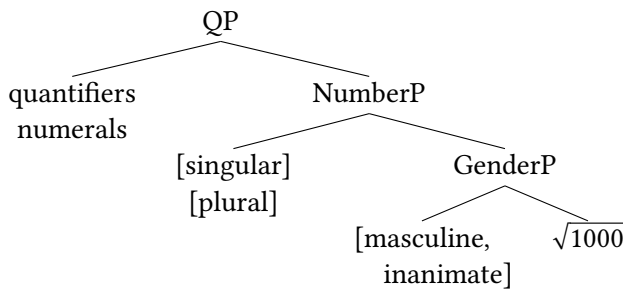 QP
quantifiers
numerals
NumberP
[singular]
[plural]
GenderP
[masculine,
inanimate]
√1000